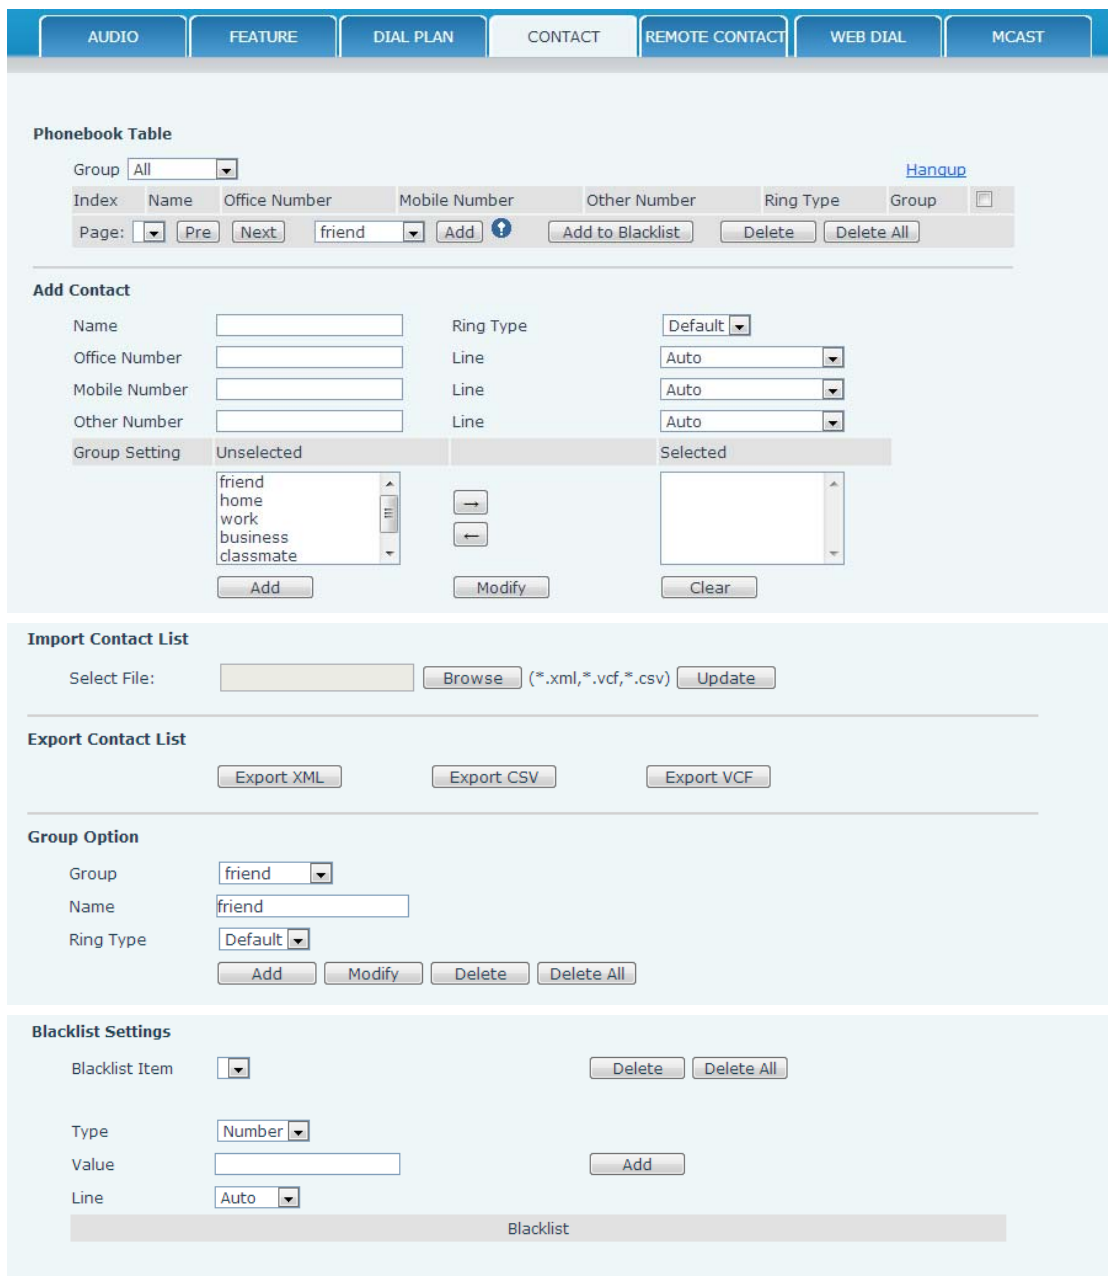 AUDIO FEATURE DIAL PLAN CONTACT REMOTE CONTACT WEB DIAL MCAST
Phonebook Table
Group All Hangup
Index Name Office Number Mobile Number Other Number Ring Type Group
Page: Pre Next friend Add Add to Blacklist Delete Delete All
Add Contact
Name Ring Type Default
Office Number Line Auto
Mobile Number Line Auto
Other Number Line Auto
Group Setting Unselected Selected
friend
home
work
business
classmate
Add Modify Clear
Import Contact List
Select File: Browse (*.xml,*.vcf,*.csv) Update
Export Contact List
Export XML Export CSV Export VCF
Group Option
Group friend
Name friend
Ring Type Default
Add Modify Delete Delete All
Blacklist Settings
Blacklist Item Delete Delete All
Type Number
Value Add
Line Auto
Blacklist